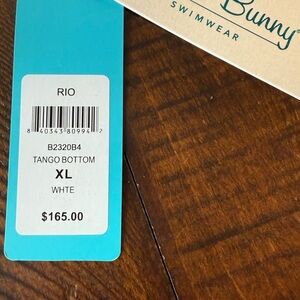 Bunny®
SWIMWEAR
RIO
8 40343 80994 2
B2320B4
TANGO BOTTOM
XL
WHTE
$165.00